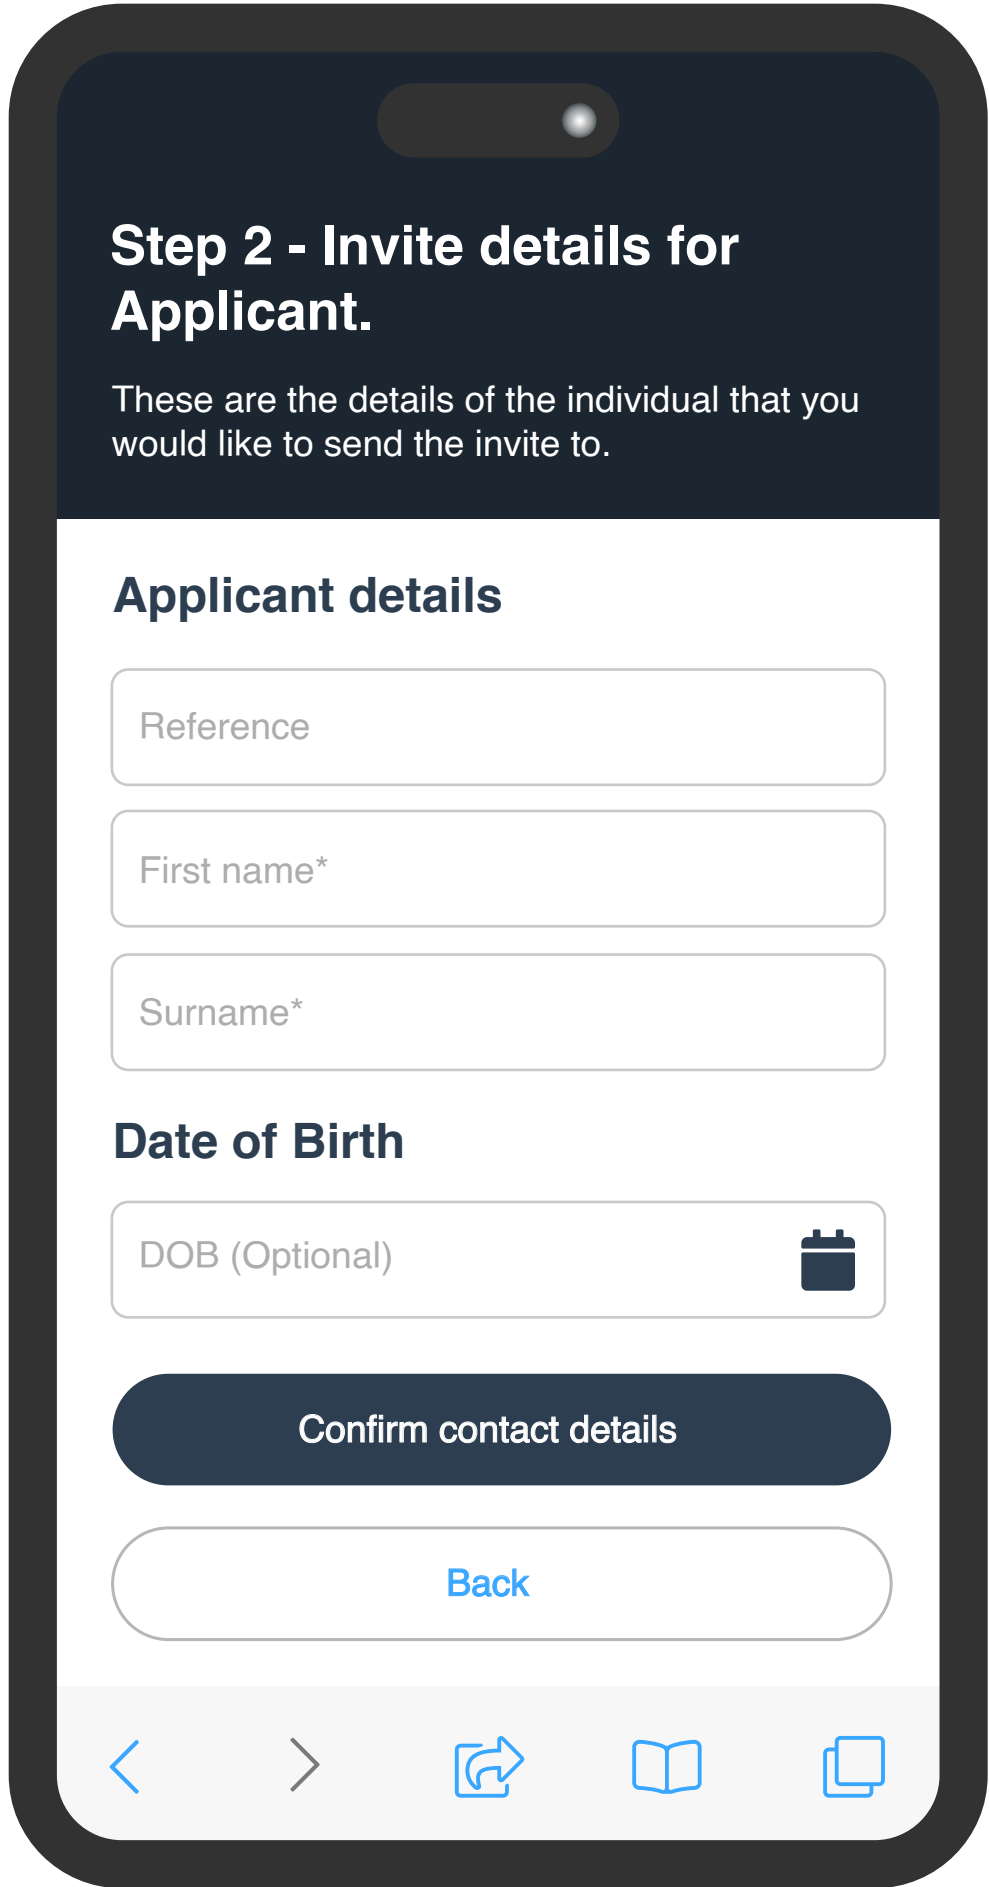 Step 2 - Invite details for
Applicant.
These are the details of the individual that you
would like to send the invite to.
Applicant details
Reference
First name*
Surname*
Date of Birth
DOB (Optional)
Confirm contact details
Back